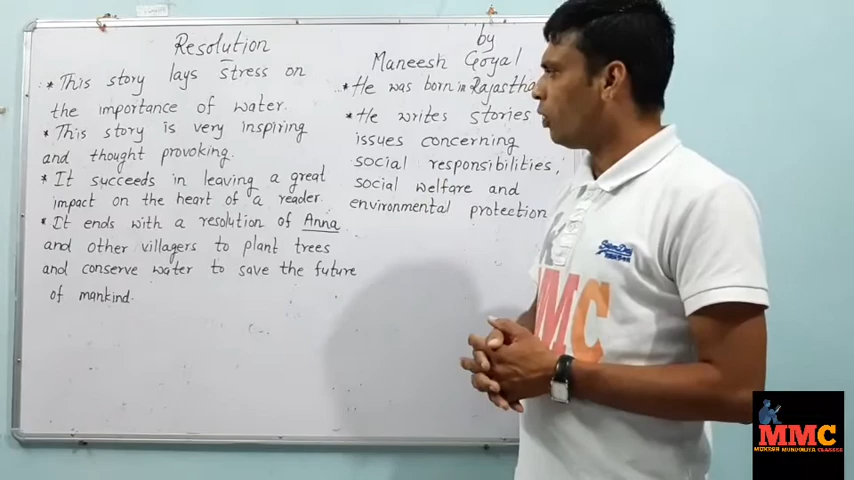 Resolution
* This story lays stress on
the importance of water.
* This story is very inspiring
and thought provoking.
* It succeeds in leaving a great
impact on the heart of a reader.
* It ends with a resolution of Anna
and other villagers to plant trees
and conserve water to save the future
of mankind.
by
Maneesh Goyal
* He was born in
* He writes stories
issues concerning
social responsibilities,
social welfare and
environmental protection
MMC
MMC
MUKESH MUNDOTIYA CLASSES